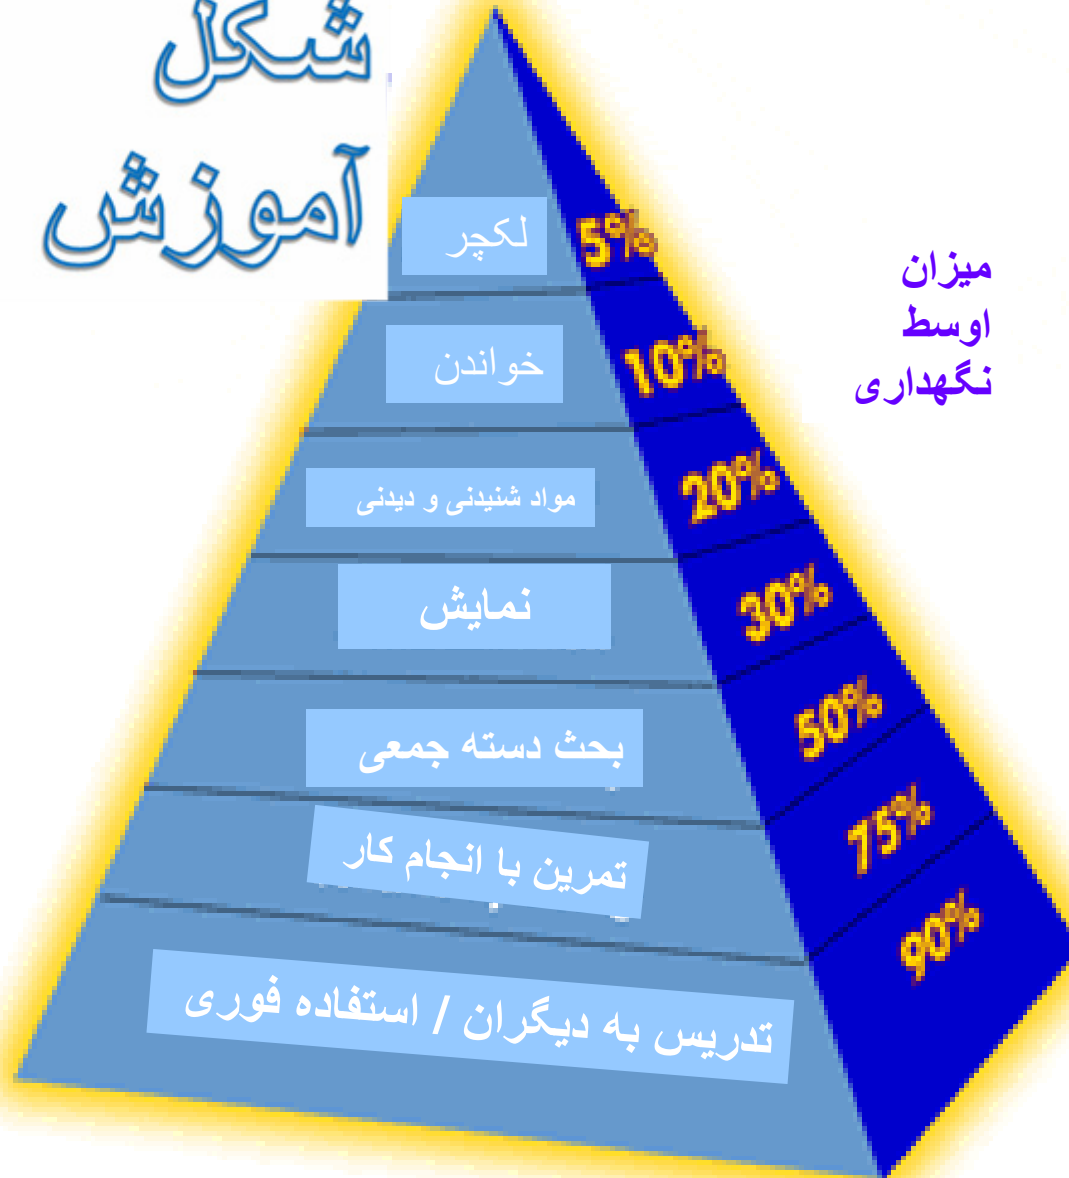 شکل
آموزش
میزان
اوسط
نگهداری
لکچر
5%
خواندن
10%
مواد شنیدنی و دیدنی
20%
نمایش
30%
بحث دسته جمعی
50%
تمرین با انجام کار
75%
تدریس به دیگران / استفاده فوری
90%